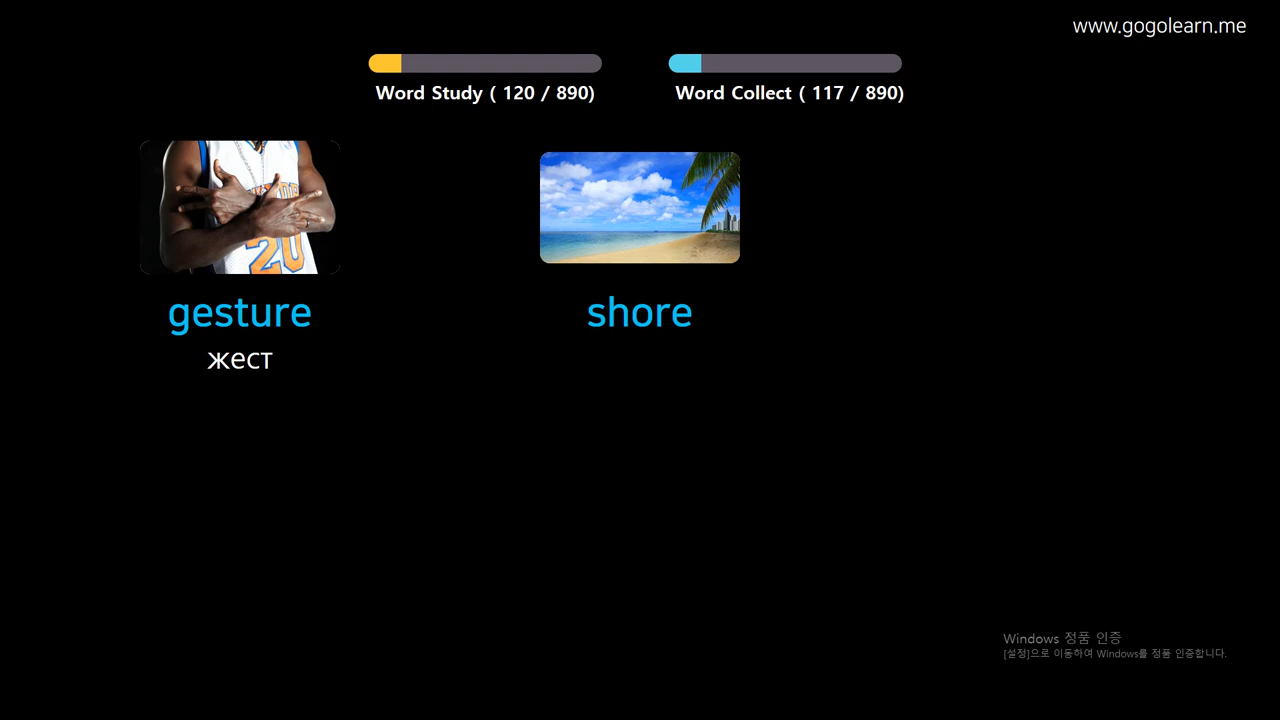 www.gogolearn.me
Word Study ( 120 / 890)
Word Collect ( 117 / 890)
20
gesture
shore
жест
Windows 정품 인증
[설정]으로 이동하여 Windows를 정품 인증합니다.